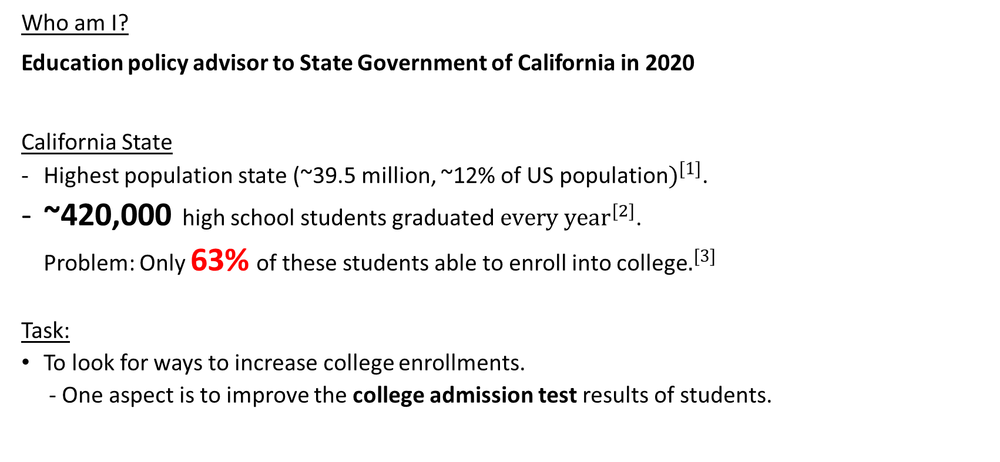 Who am I?
Education policy advisor to State Government of California in 2020
California State
- Highest population state (~39.5 million, ~12% of US population)[1].
- ~420,000 high school students graduated every year[2].
Problem: Only 63% of these students able to enroll into college.[3]
Task:
• To look for ways to increase college enrollments.
- One aspect is to improve the college admission test results of students.